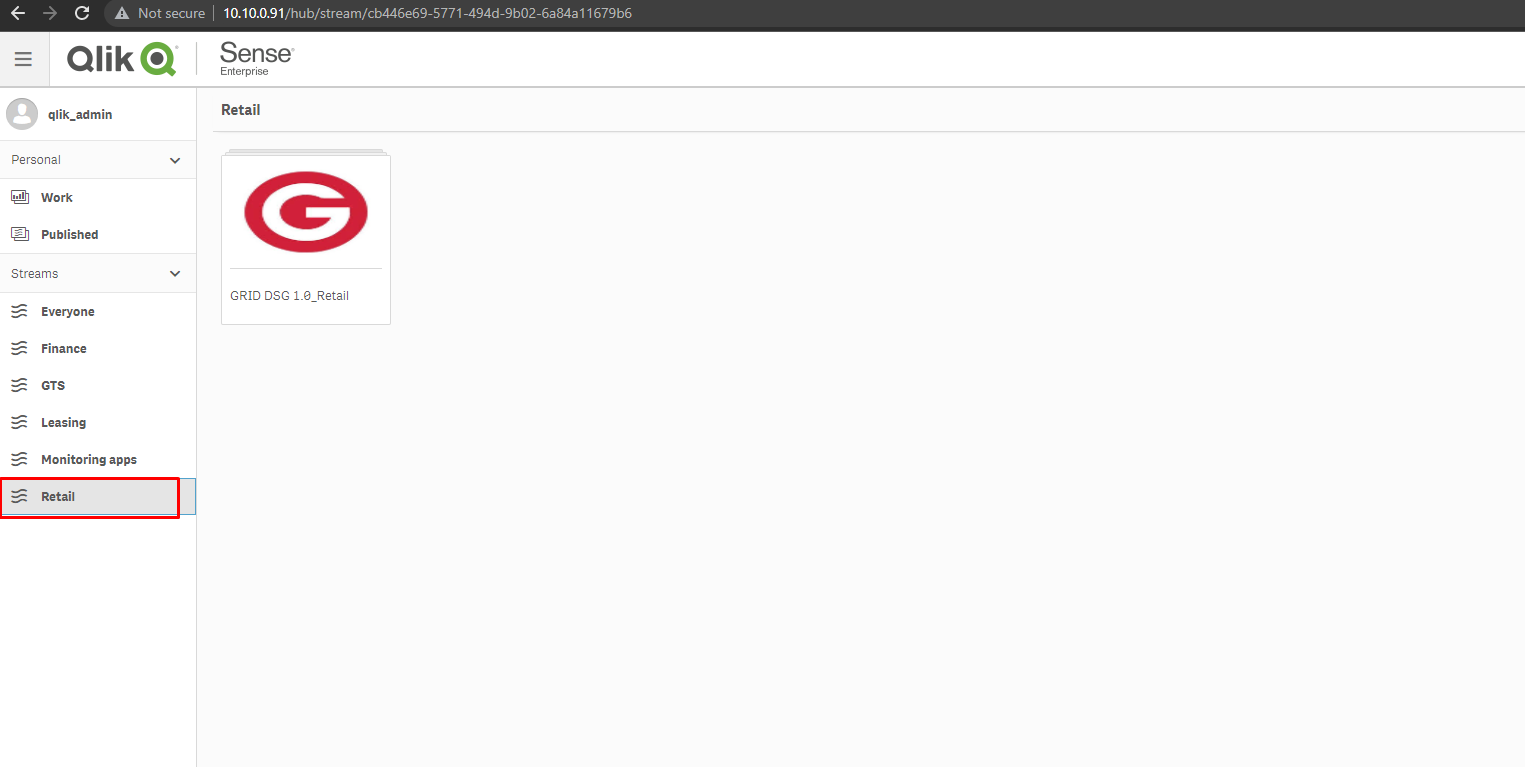 Not secure 10.10.0.91/hub/stream/cb446e69-5771-494d-9b02-6a84a11679b6
Qlik Sense®
Enterprise
qlik_admin
Retail
Personal
Work
Published
Streams
Everyone
Finance
GTS
Leasing
Monitoring apps
Retail
G
GRID DSG 1.0_Retail